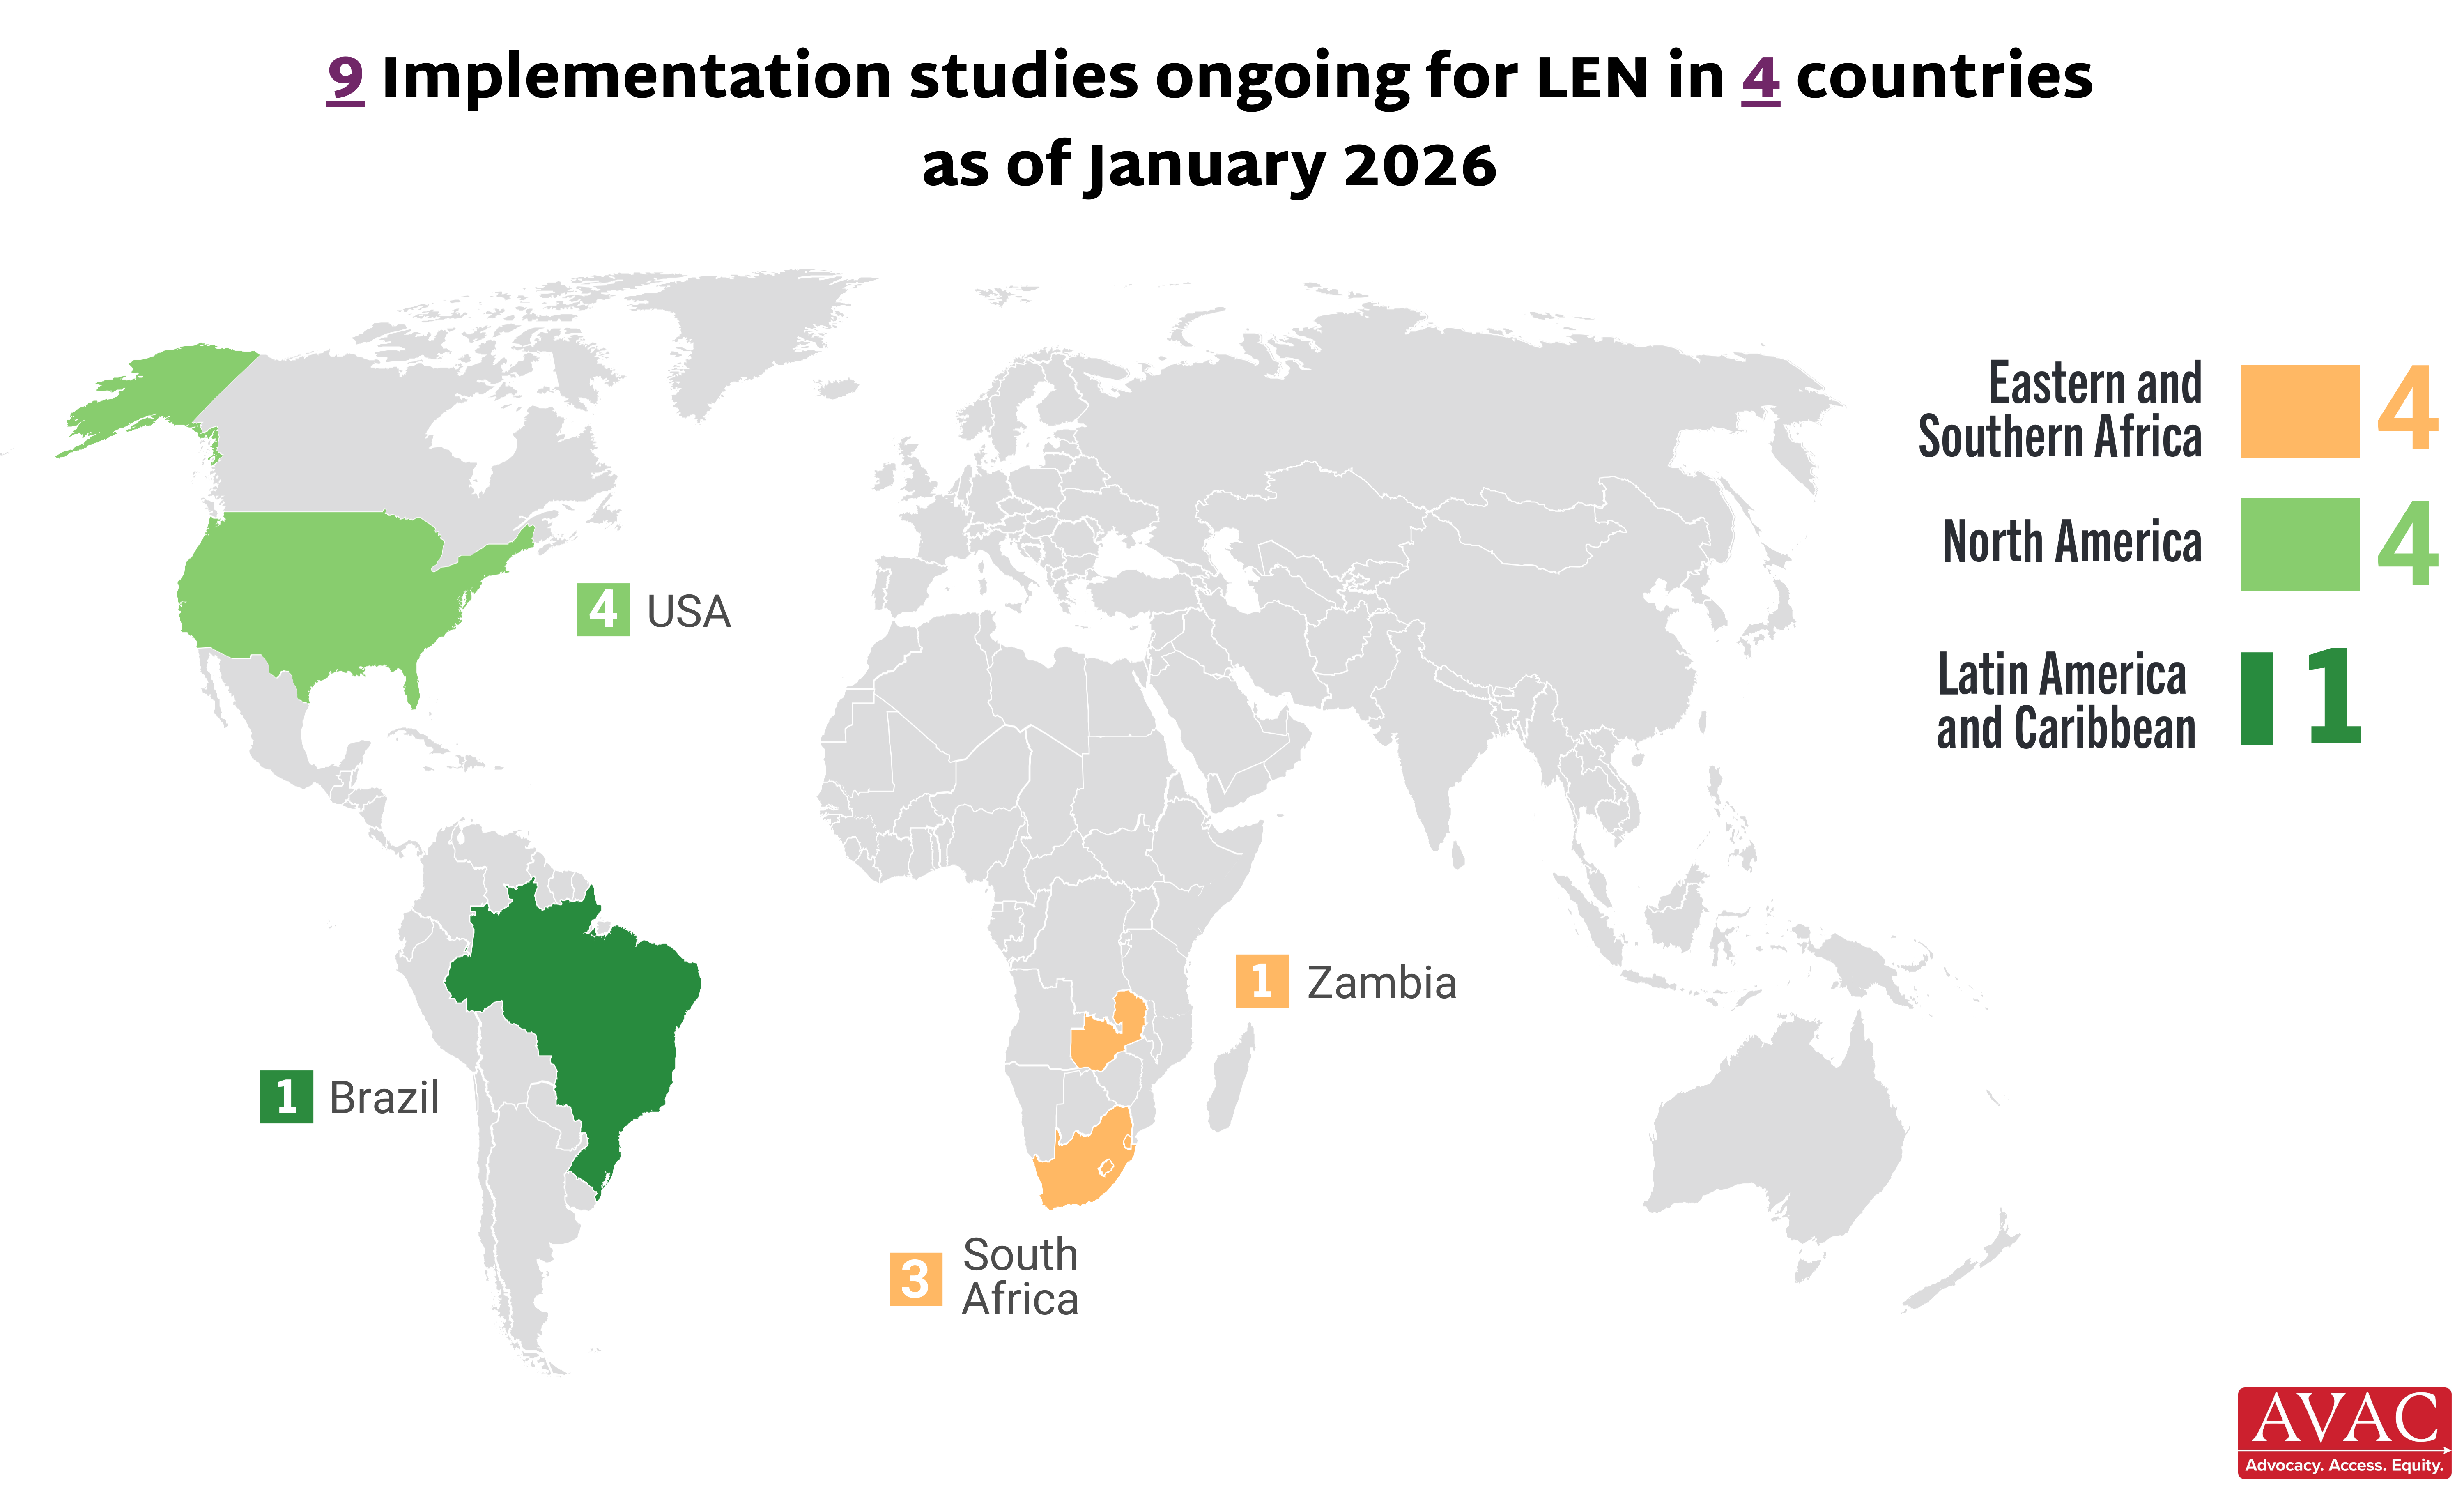 9 Implementation studies ongoing for LEN in 4 countries
as of January 2026
Eastern and
Southern Africa
4
North America
4
Latin America
and Caribbean
1
4 USA
1 Zambia
1 Brazil
3 South
Africa
AVAC
Advocacy. Access. Equity.